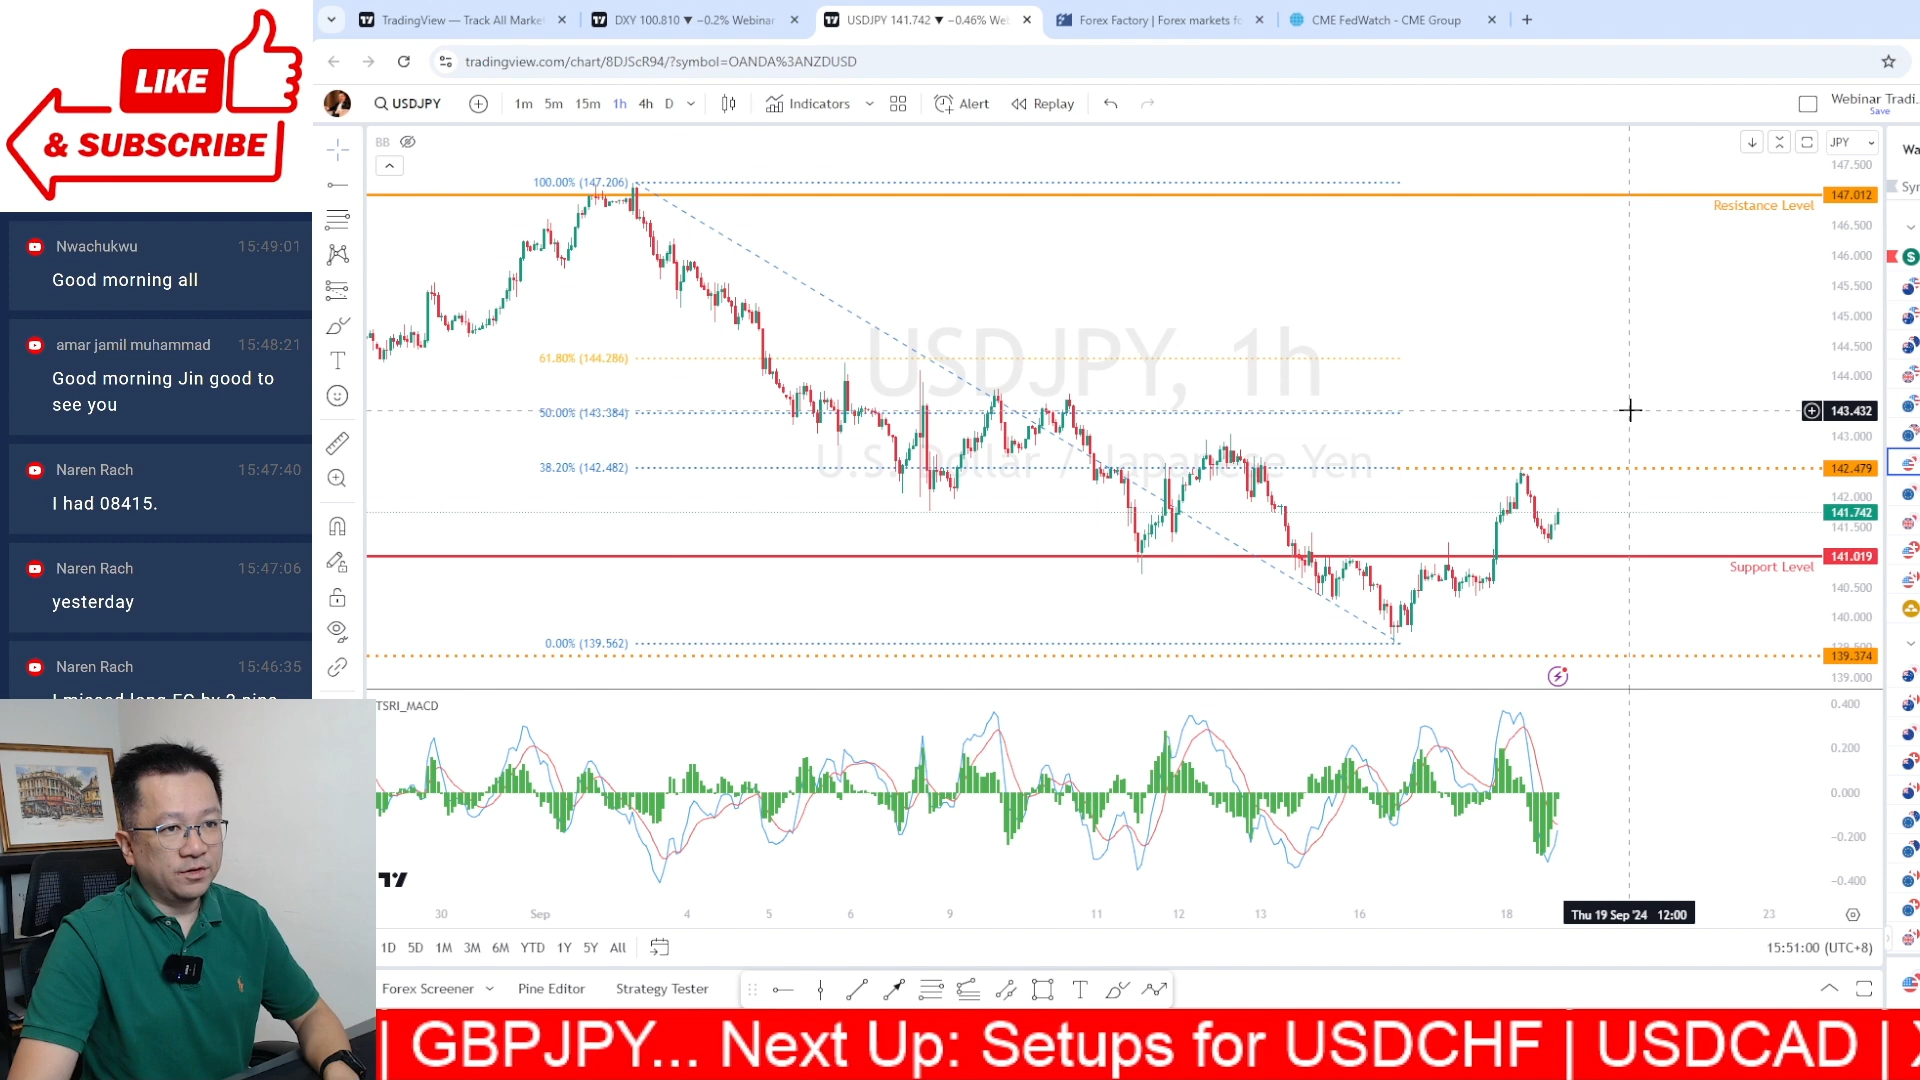 LIKE
& SUBSCRIBE
Nwachukwu 15:49:01
Good morning all
amar jamil muhammad 15:48:21
Good morning Jin good to
see you
Naren Rach 15:47:40
I had 08415.
Naren Rach 15:47:06
yesterday
Naren Rach 15:46:35
TradingView — Track All Marke
DXY 100.810 ▼ −0.2% Webinar
USDJPY 141.742 ▼ −0.46% We
Forex Factory | Forex markets fo
CME FedWatch - CME Group
tradingview.com/chart/8DJScR94/?symbol=OANDA%3ANZDUSD
USDJPY 1m 5m 15m 1h 4h D Indicators Alert Replay
Webinar Tradi...
Save
BB
JPY
Wa
Syr
USDJPY, 1h
U.S. Dollar / Japanese Yen
100.00% (147.206)
61.80% (144.286)
50.00% (143.384)
38.20% (142.482)
0.00% (139.562)
Resistance Level
Support Level
147.500
147.012
146.500
146.000
145.500
145.000
144.500
144.000
143.432
143.000
142.479
142.000
141.742
141.500
141.019
140.500
140.000
139.374
139.000
TSRI_MACD
0.400
0.200
0.000
−0.200
−0.400
30 Sep 4 5 6 9 11 12 13 16 18 Thu 19 Sep '24 12:00 23
1D 5D 1M 3M 6M YTD 1Y 5Y All
15:51:00 (UTC+8)
Forex Screener Pine Editor Strategy Tester
| GBPJPY... Next Up: Setups for USDCHF | USDCAD |